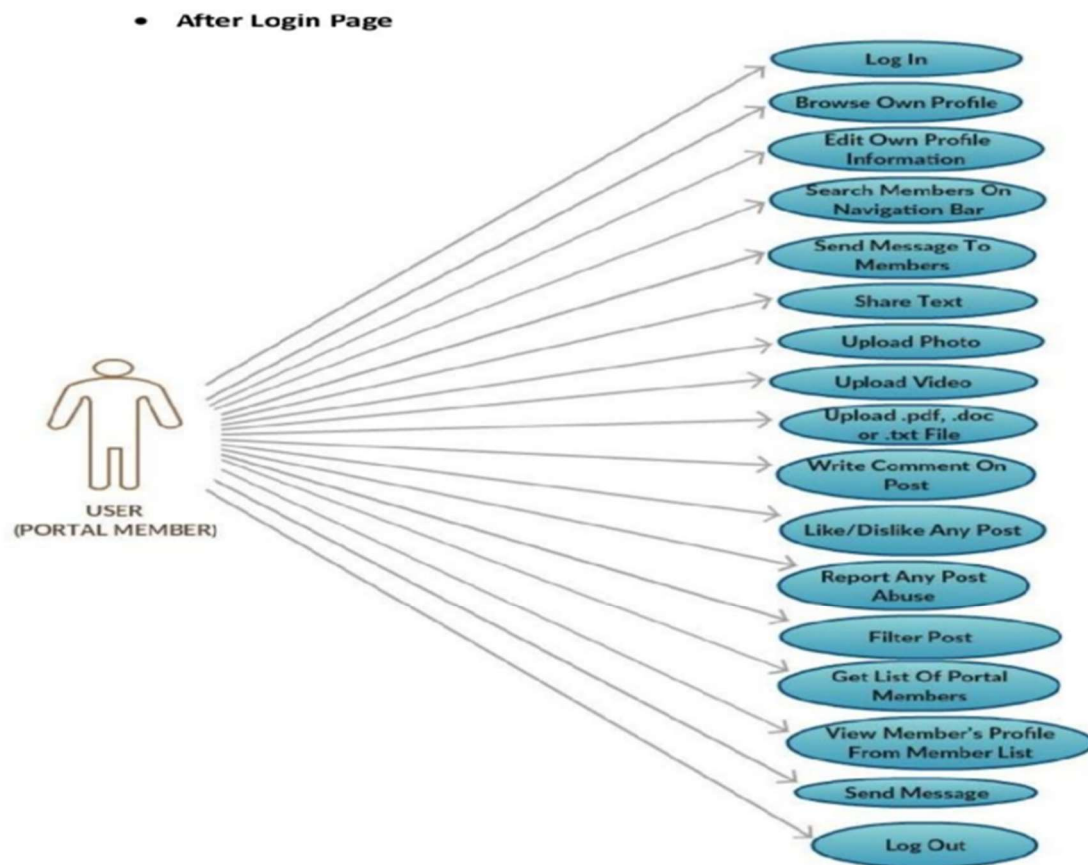 • After Login Page
Log In
Browse Own Profile
Edit Own Profile
Information
Search Members On
Navigation Bar
Send Message To
Members
Share Text
Upload Photo
Upload Video
Upload .pdf, .doc
or .txt File
Write Comment On
Post
Like/Dislike Any Post
Report Any Post
Abuse
Filter Post
Get List Of Portal
Members
View Member's Profile
From Member List
Send Message
Log Out
USER
(PORTAL MEMBER)